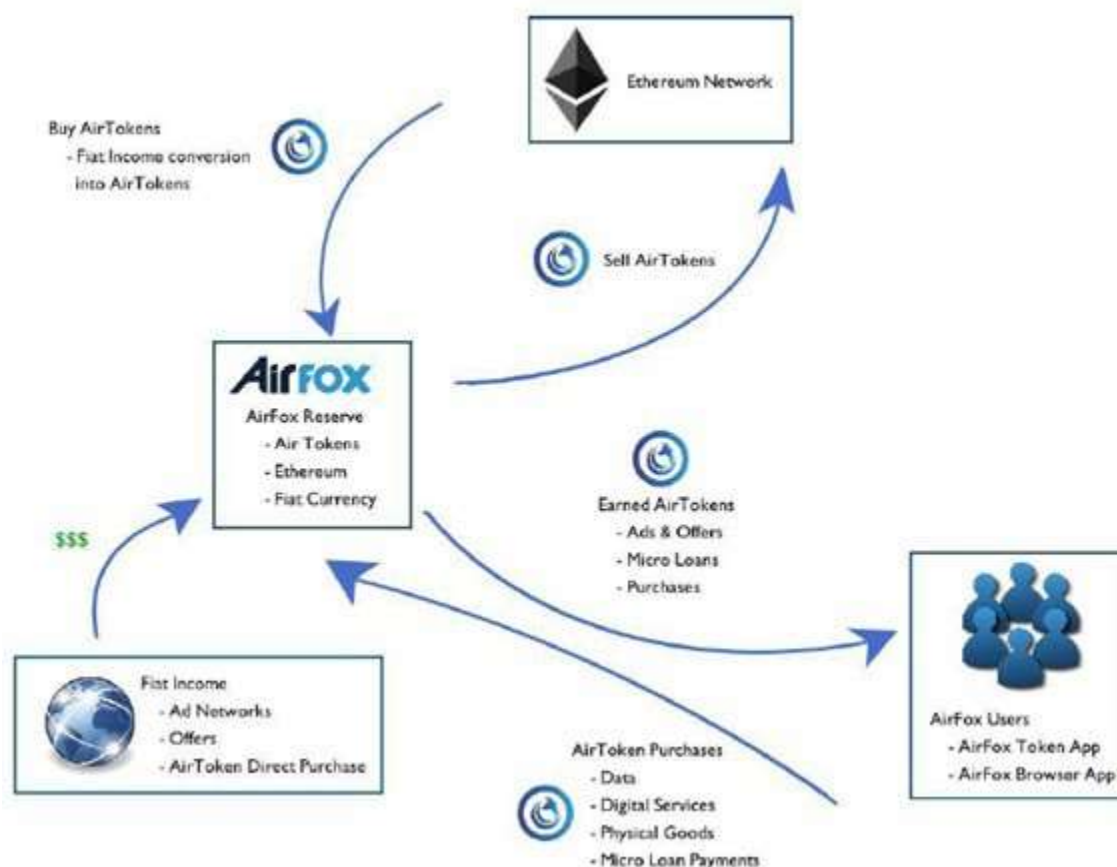 Ethereum Network
Buy AirTokens
- Fiat Income conversion
into AirTokens
Sell AirTokens
AirFOX
AirFox Reserve
- Air Tokens
- Ethereum
- Fiat Currency
Earned AirTokens
- Ads & Offers
- Micro Loans
- Purchases
$$$
Fiat Income
- Ad Networks
- Offers
- AirToken Direct Purchase
AirFox Users
- AirFox Token App
- AirFox Browser App
AirToken Purchases
- Data
- Digital Services
- Physical Goods
- Micro Loan Payments